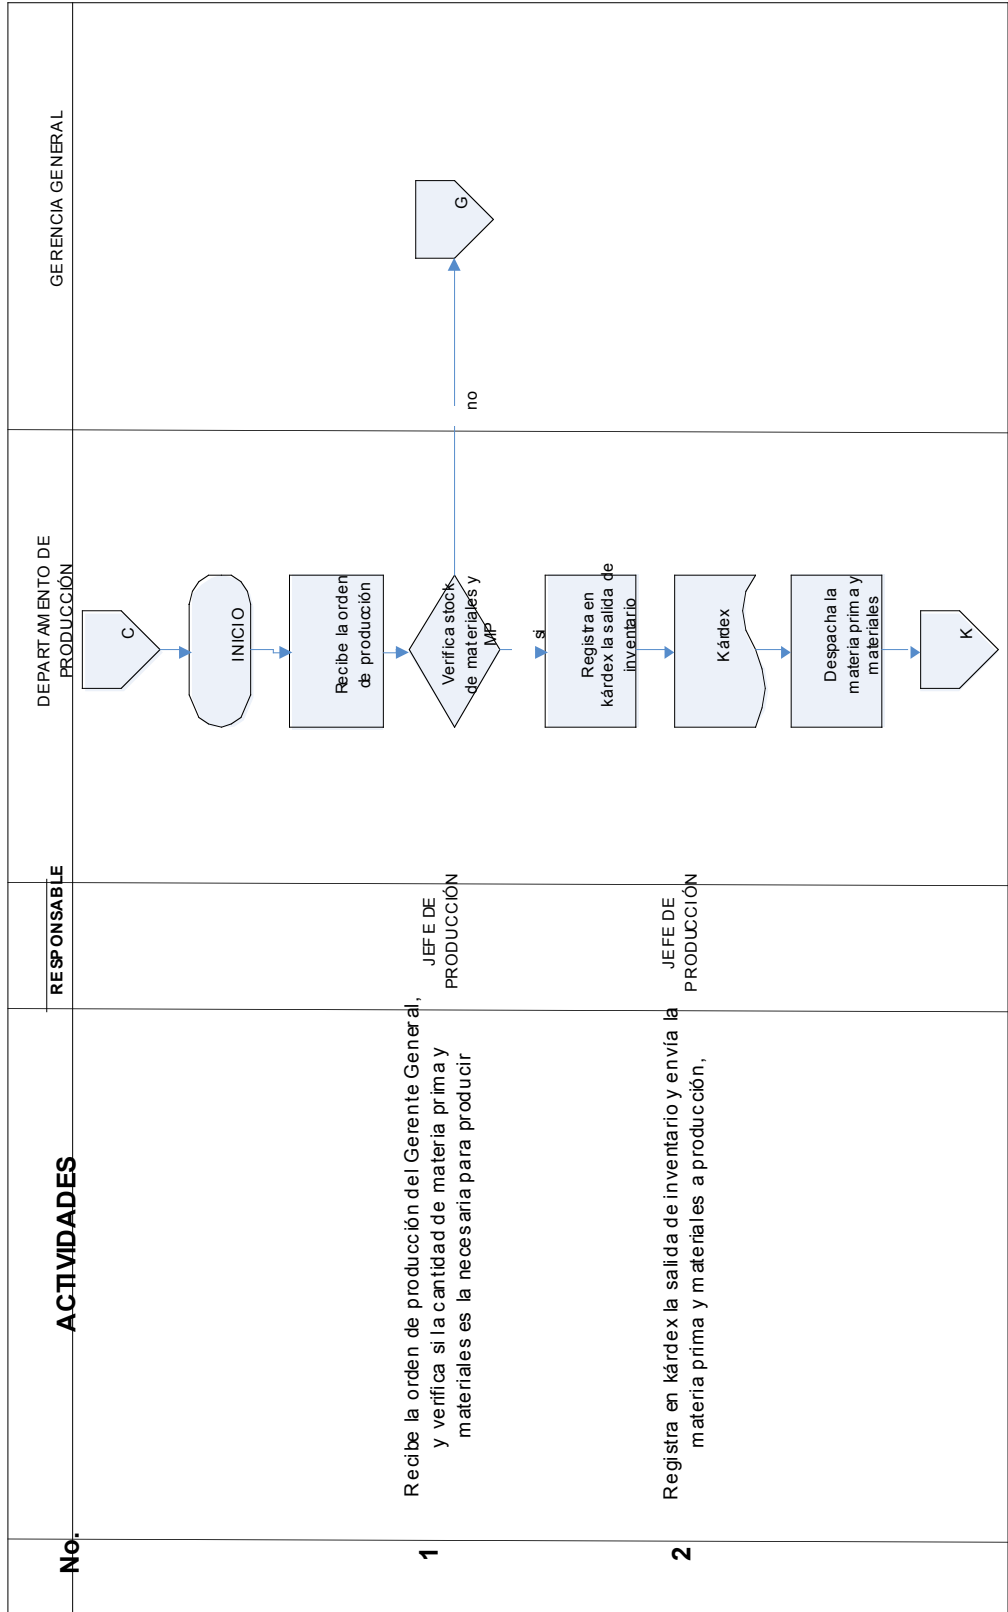 No.
ACTIVIDADES
RESPONSABLE
DEPARTAMENTO DE
PRODUCCIÓN
GERENCIA GENERAL
C
INICIO
Recibe la orden
de producción
1
Recibe la orden de producción del Gerente General,
y verifica si la cantidad de materia prima y
materiales es la necesaria para producir
JEFE DE
PRODUCCIÓN
Verifica stock
de materiales y
MP
no
G
si
Registra en
kárdex la salida de
inventario
2
Registra en kárdex la salida de inventario y envía la
materia prima y materiales a producción,
JEFE DE
PRODUCCIÓN
Kárdex
Despacha la
materia prima y
materiales
K